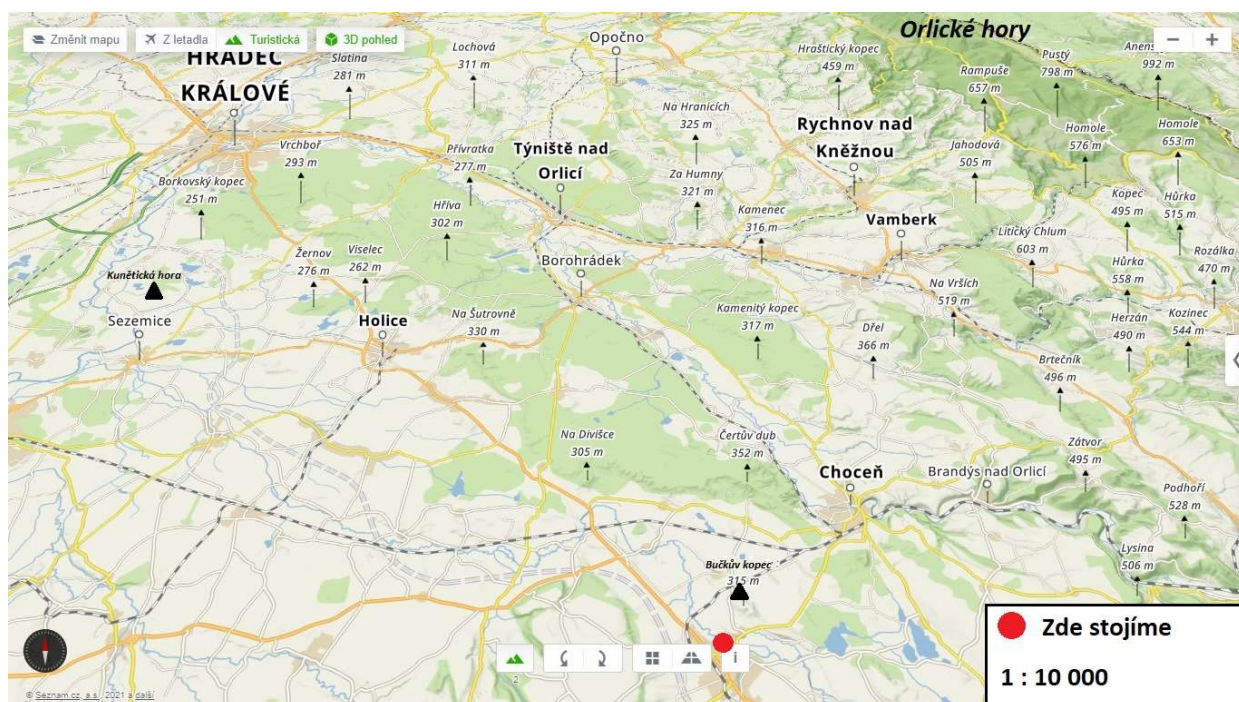 Změnit mapu
Z letadla
Turistická
3D pohled
Orlické hory
HRADEC
KRÁLOVÉ
Slatina
281 m
Lochová
311 m
Opočno
Hraštický kopec
459 m
Rampuše
657 m
Pustý
798 m
992 m
Na Hranicích
325 m
Rychnov nad
Kněžnou
Jahodová
505 m
Homole
576 m
Homole
653 m
Vrchboř
293 m
Přívratka
277 m
Týniště nad
Orlicí
Za Humny
321 m
Borkovský kopec
251 m
Hříva
302 m
Kamenec
316 m
Vamberk
Kopec
495 m
Hůrka
515 m
Litický Chlum
603 m
Žernov
276 m
Viselec
262 m
Borohrádek
Hůrka
558 m
Rozálka
470 m
Kunětická hora
Na Vrších
519 m
Sezemice
Holice
Na Šutrovně
330 m
Kamenitý kopec
317 m
Dřel
366 m
Herzán
490 m
Kozinec
544 m
Brtečník
496 m
Na Divišce
305 m
Čertův dub
352 m
Choceň
Brandýs nad Orlicí
Zátvor
495 m
Podhoří
528 m
Lysina
506 m
Bučkův kopec
315 m
Zde stojíme
1 : 10 000
2
i
© Seznam.cz, a.s., 2021 a další